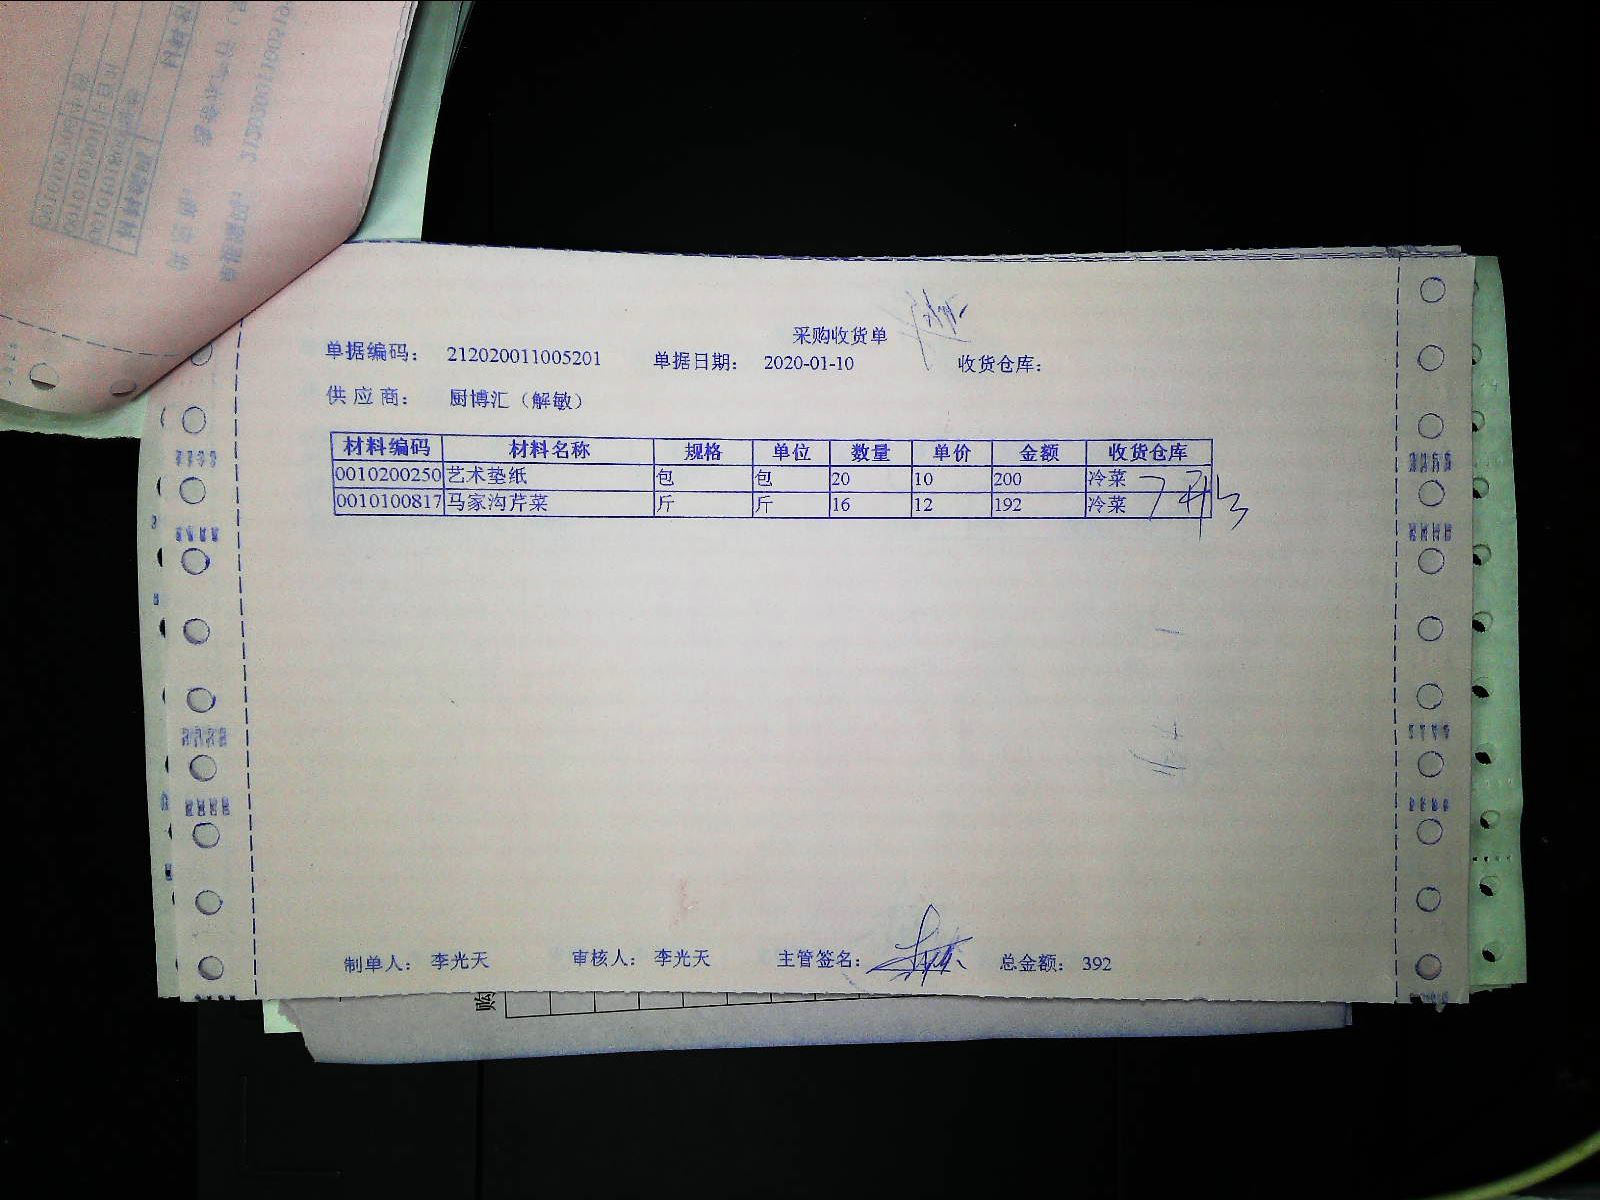 采购收货单
单据编码： 212020011005201 单据日期： 2020-01-10 收货仓库：
供应商： 厨博汇（解敏）
材料编码 材料名称 规格 单位 数量 单价 金额 收货仓库
0010200250 艺术垫纸 包 包 20 10 200 冷菜
0010100817 马家沟芹菜 斤 斤 16 12 192 冷菜
制单人： 李光天 审核人： 李光天 主管签名： 总金额： 392
购